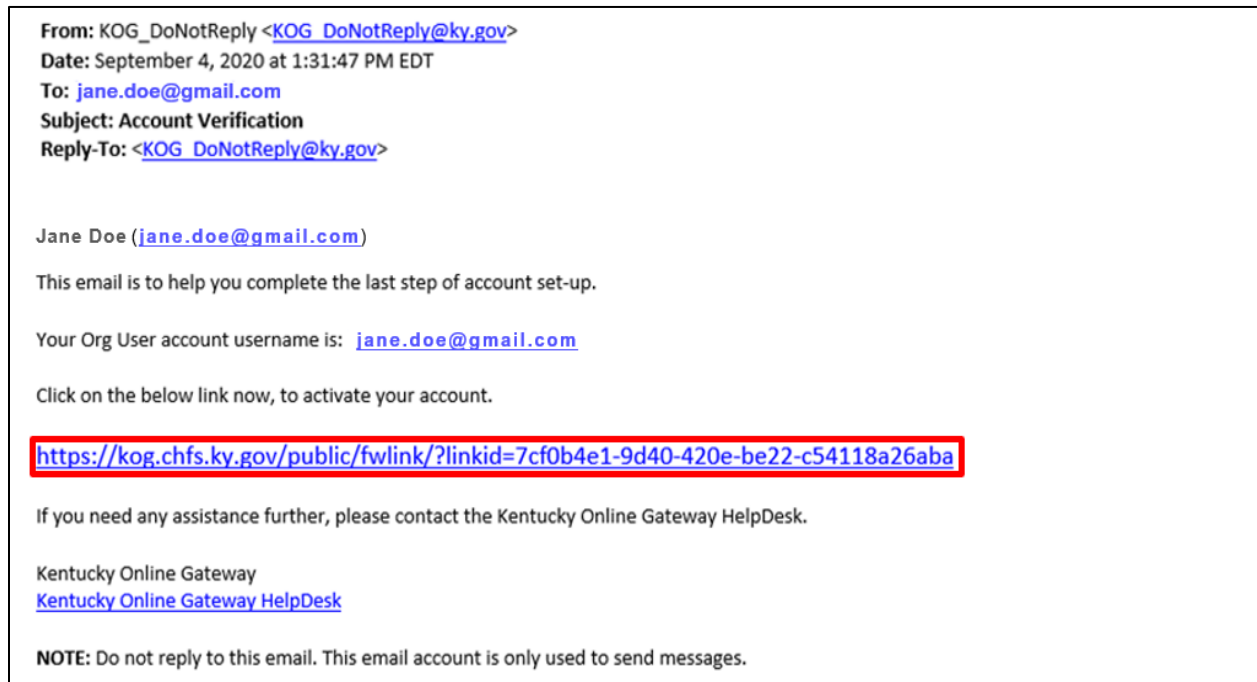 From: KOG_DoNotReply <KOG_DoNotReply@ky.gov>
Date: September 4, 2020 at 1:31:47 PM EDT
To: jane.doe@gmail.com
Subject: Account Verification
Reply-To: <KOG_DoNotReply@ky.gov>
Jane Doe (jane.doe@gmail.com)
This email is to help you complete the last step of account set-up.
Your Org User account username is: jane.doe@gmail.com
Click on the below link now, to activate your account.
https://kog.chfs.ky.gov/public/fwlink/?linkid=7cf0b4e1-9d40-420e-be22-c54118a26aba
If you need any assistance further, please contact the Kentucky Online Gateway HelpDesk.
Kentucky Online Gateway
Kentucky Online Gateway HelpDesk
NOTE: Do not reply to this email. This email account is only used to send messages.